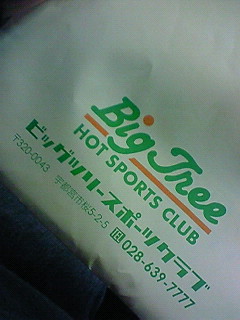 Big Tree
HOT SPORTS CLUB
ビッグツリースポーツクラブ
〒320-0043 宇都宮市桜5-2-5 TEL 028-639-7777